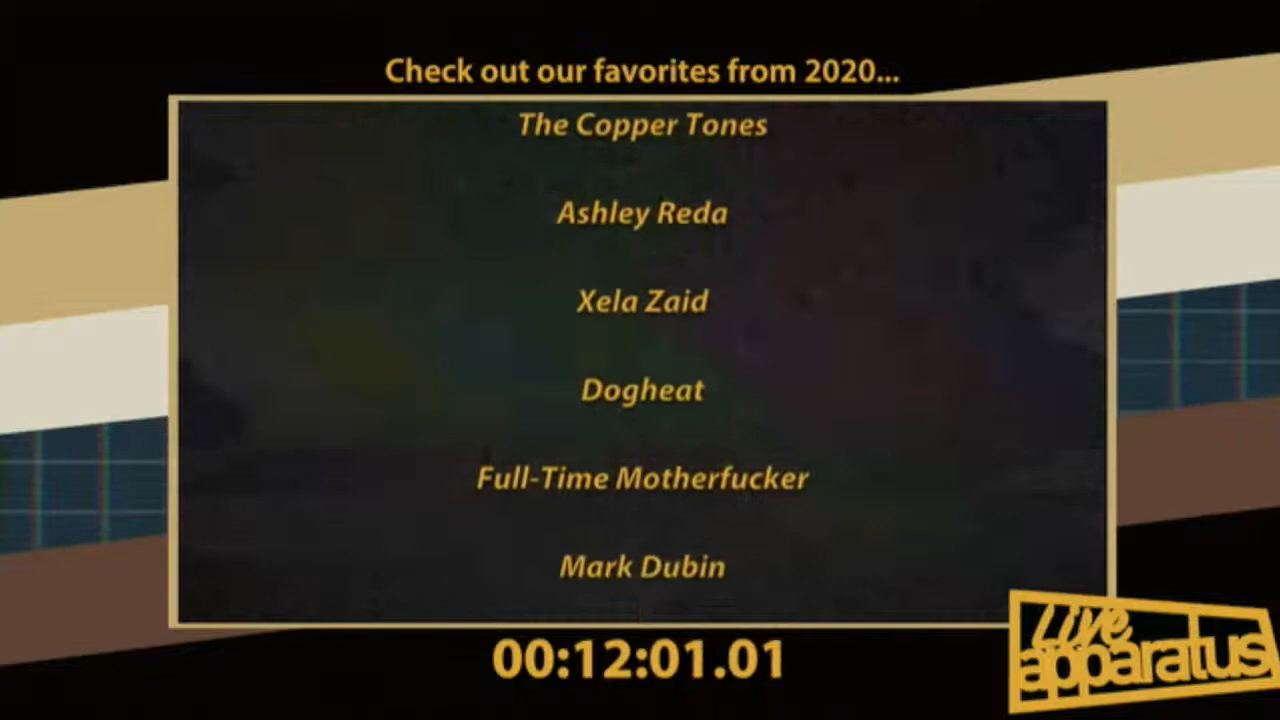 Check out our favorites from 2020...
The Copper Tones
Ashley Reda
Xela Zaid
Dogheat
Full-Time Motherfucker
Mark Dubin
00:12:01.01
Live
apparatus